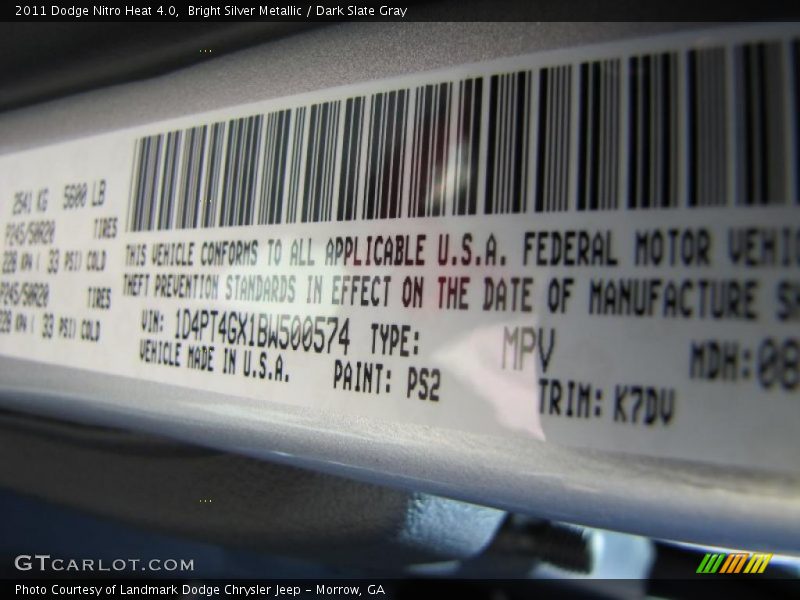 2011 Dodge Nitro Heat 4.0,  Bright Silver Metallic / Dark Slate Gray
2541 KG 5600 LB
P245/50R20 TIRES
228 KPA ( 33 PSI) COLD
P245/50R20 TIRES
228 KPA ( 33 PSI) COLD
THIS VEHICLE CONFORMS TO ALL APPLICABLE U.S.A. FEDERAL MOTOR VEHIC
THEFT PREVENTION STANDARDS IN EFFECT ON THE DATE OF MANUFACTURE SH
VIN: 1D4PT4GX1BW500574 TYPE: MPV MDH: 08
VEHICLE MADE IN U.S.A. PAINT: PS2 TRIM: K7DV
GTCARLOT.COM
Photo Courtesy of Landmark Dodge Chrysler Jeep - Morrow, GA